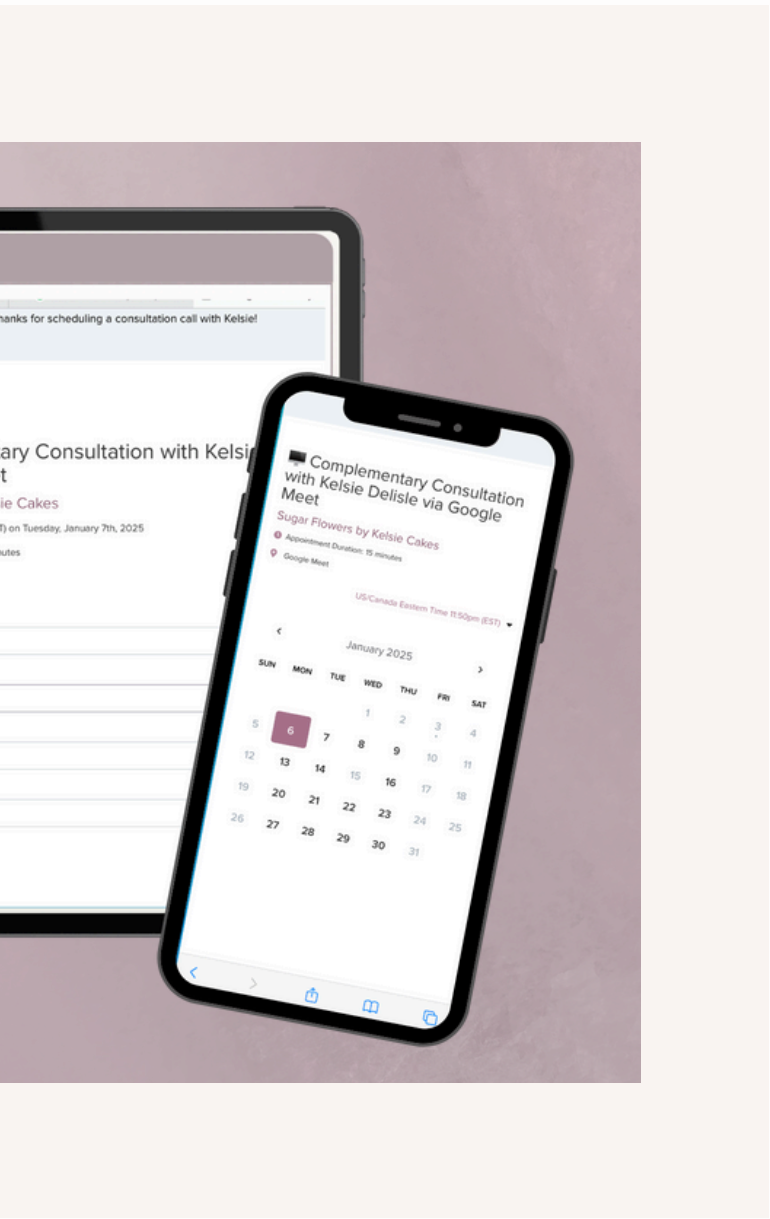 hanks for scheduling a consultation call with Kelsie!
ary Consultation with Kelsie
t
ie Cakes
T) on Tuesday, January 7th, 2025
nutes
Complementary Consultation
with Kelsie Delisle via Google
Meet
Sugar Flowers by Kelsie Cakes
Appointment Duration: 15 minutes
Google Meet
US/Canada Eastern Time 11:50pm (EST)
January 2025
SUN MON TUE WED THU FRI SAT
1 2 3 4
5 6 7 8 9 10 11
12 13 14 15 16 17 18
19 20 21 22 23 24 25
26 27 28 29 30 31